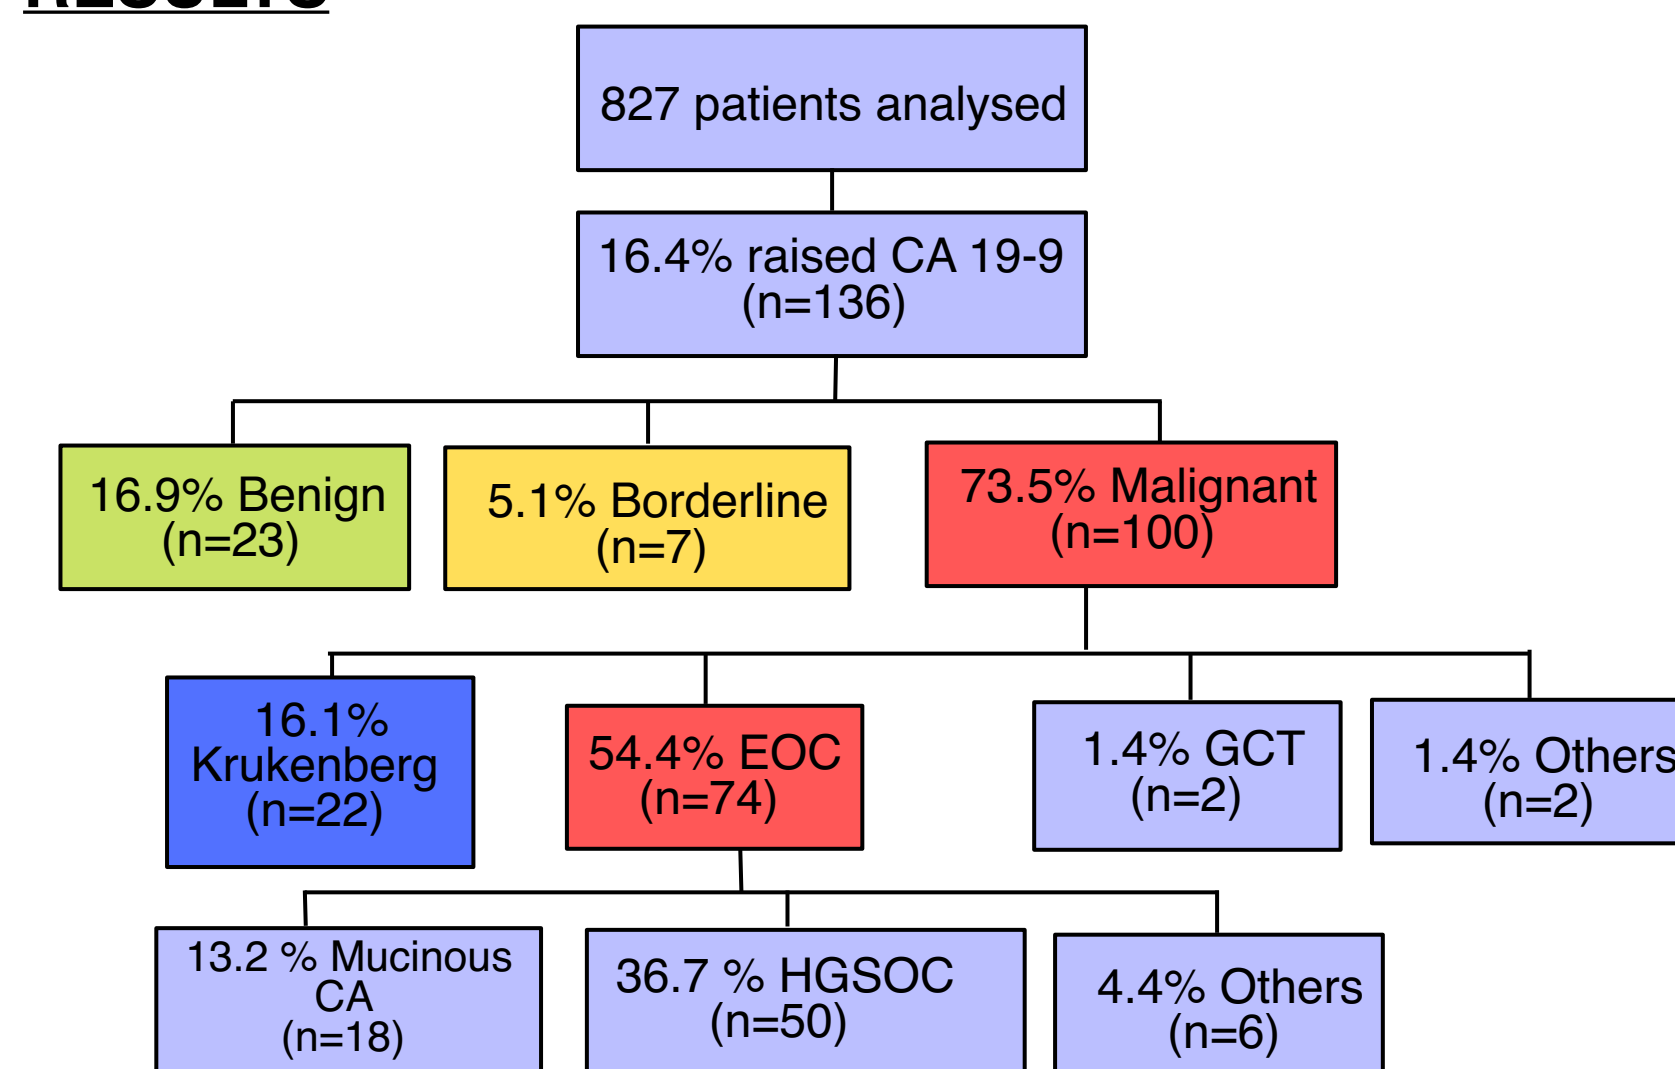 RESULTS
827 patients analysed
16.4% raised CA 19-9
(n=136)
16.9% Benign
(n=23)
5.1% Borderline
(n=7)
73.5% Malignant
(n=100)
16.1%
Krukenberg
(n=22)
54.4% EOC
(n=74)
1.4% GCT
(n=2)
1.4% Others
(n=2)
13.2 % Mucinous
CA
(n=18)
36.7 % HGSOC
(n=50)
4.4% Others
(n=6)